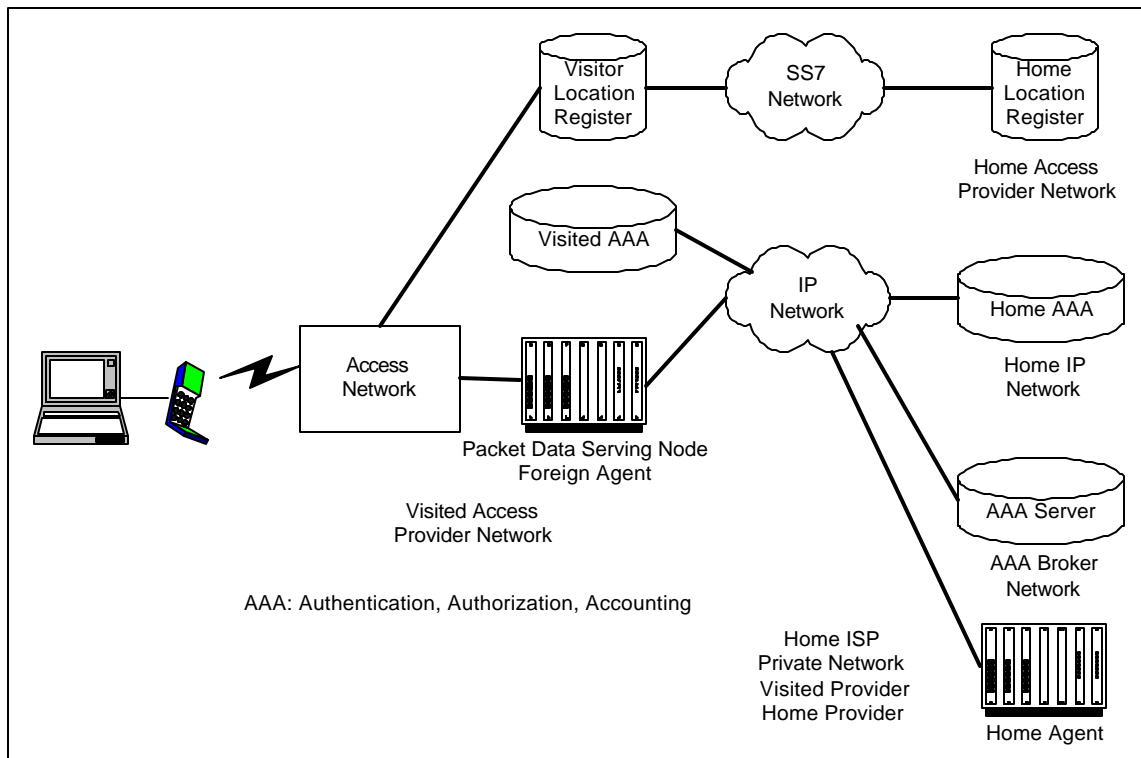 Visitor
Location
Register
SS7
Network
Home
Location
Register
Home Access
Provider Network
Visited AAA
IP
Network
Home AAA
Home IP
Network
Access
Network
Packet Data Serving Node
Foreign Agent
Visited Access
Provider Network
AAA Server
AAA Broker
Network
AAA: Authentication, Authorization, Accounting
Home ISP
Private Network
Visited Provider
Home Provider
Home Agent